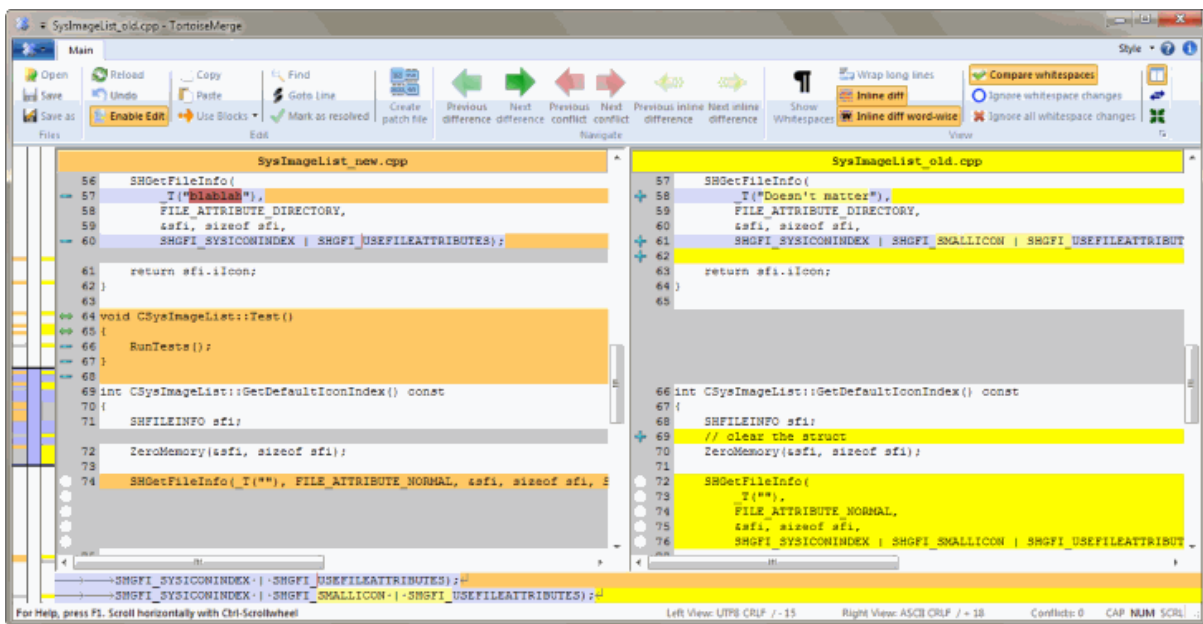 SysImageList_old.cpp - TortoiseMerge
Main
Style
Open
Save
Save as
Files
Reload
Undo
Enable Edit
Copy
Paste
Use Blocks
Find
Goto Line
Mark as resolved
Edit
Create patch file
Previous difference
Next difference
Previous conflict
Next conflict
Previous inline difference
Next inline difference
Navigate
Show Whitespaces
Wrap long lines
Inline diff
Inline diff word-wise
Compare whitespaces
Ignore whitespace changes
Ignore all whitespace changes
View
SysImageList_new.cpp
56 SHGetFileInfo(
57 _T("blablah"),
58 FILE_ATTRIBUTE_DIRECTORY,
59 &sfi, sizeof sfi,
60 SHGFI_SYSICONINDEX | SHGFI_USEFILEATTRIBUTES);
61 return sfi.iIcon;
62 }
63
64 void CSysImageList::Test()
65 {
66 RunTests();
67 }
68
69 int CSysImageList::GetDefaultIconIndex() const
70 {
71 SHFILEINFO sfi;
72 ZeroMemory(&sfi, sizeof sfi);
73
74 SHGetFileInfo(_T(""), FILE_ATTRIBUTE_NORMAL, &sfi, sizeof sfi, S
SysImageList_old.cpp
57 SHGetFileInfo(
58 _T("Doesn't matter"),
59 FILE_ATTRIBUTE_DIRECTORY,
60 &sfi, sizeof sfi,
61 SHGFI_SYSICONINDEX | SHGFI_SMALLICON | SHGFI_USEFILEATTRIBUT
62
63 return sfi.iIcon;
64 }
65
66 int CSysImageList::GetDefaultIconIndex() const
67 {
68 SHFILEINFO sfi;
69 // clear the struct
70 ZeroMemory(&sfi, sizeof sfi);
71
72 SHGetFileInfo(
73 _T(""),
74 FILE_ATTRIBUTE_NORMAL,
75 &sfi, sizeof sfi,
76 SHGFI_SYSICONINDEX | SHGFI_SMALLICON | SHGFI_USEFILEATTRIBUT
SHGFI_SYSICONINDEX·|·SHGFI_USEFILEATTRIBUTES);
SHGFI_SYSICONINDEX·|·SHGFI_SMALLICON·|·SHGFI_USEFILEATTRIBUTES);
For Help, press F1. Scroll horizontally with Ctrl-Scrollwheel
Left View: UTF8 CRLF / - 15
Right View: ASCII CRLF / + 18
Conflicts: 0
CAP NUM SCRL